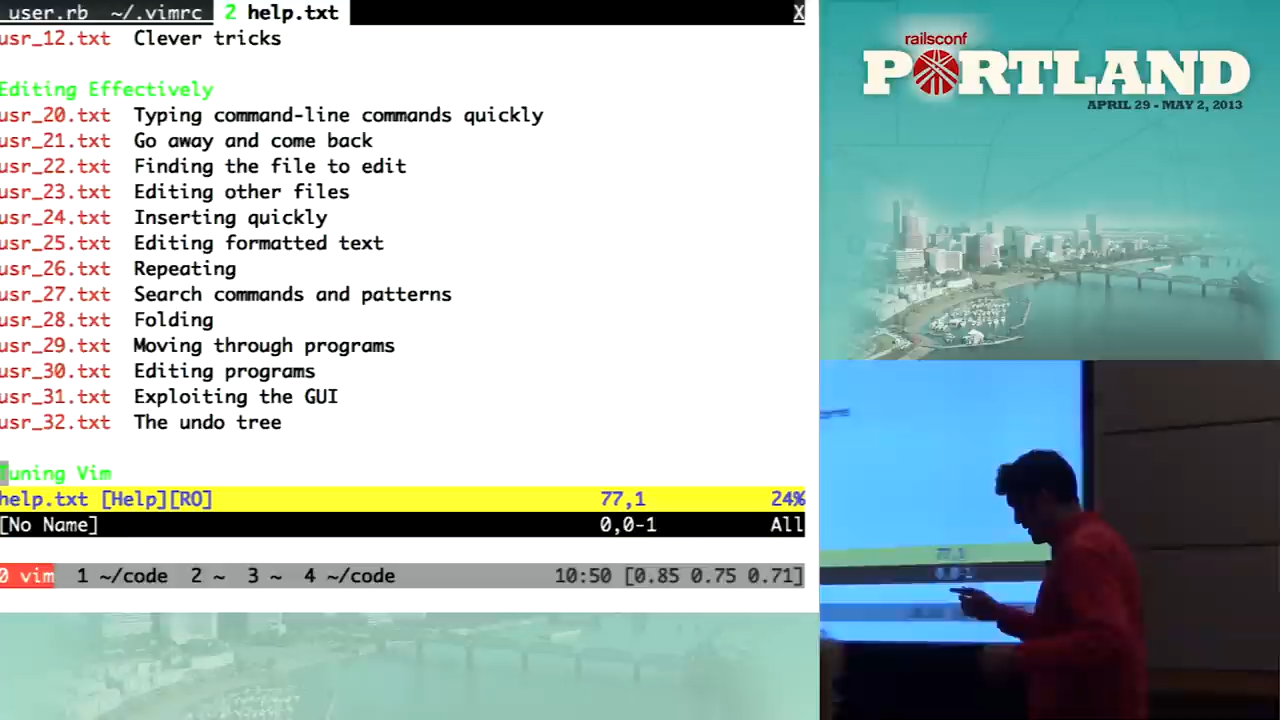 user.rb ~/.vimrc 2 help.txt X
usr_12.txt Clever tricks
Editing Effectively
usr_20.txt Typing command-line commands quickly
usr_21.txt Go away and come back
usr_22.txt Finding the file to edit
usr_23.txt Editing other files
usr_24.txt Inserting quickly
usr_25.txt Editing formatted text
usr_26.txt Repeating
usr_27.txt Search commands and patterns
usr_28.txt Folding
usr_29.txt Moving through programs
usr_30.txt Editing programs
usr_31.txt Exploiting the GUI
usr_32.txt The undo tree
Tuning Vim
help.txt [Help][RO] 77,1 24%
[No Name] 0,0-1 All
0 vim 1 ~/code 2 ~ 3 ~ 4 ~/code 10:50 [0.85 0.75 0.71]
railsconf
PORTLAND
APRIL 29 - MAY 2, 2013
77,1